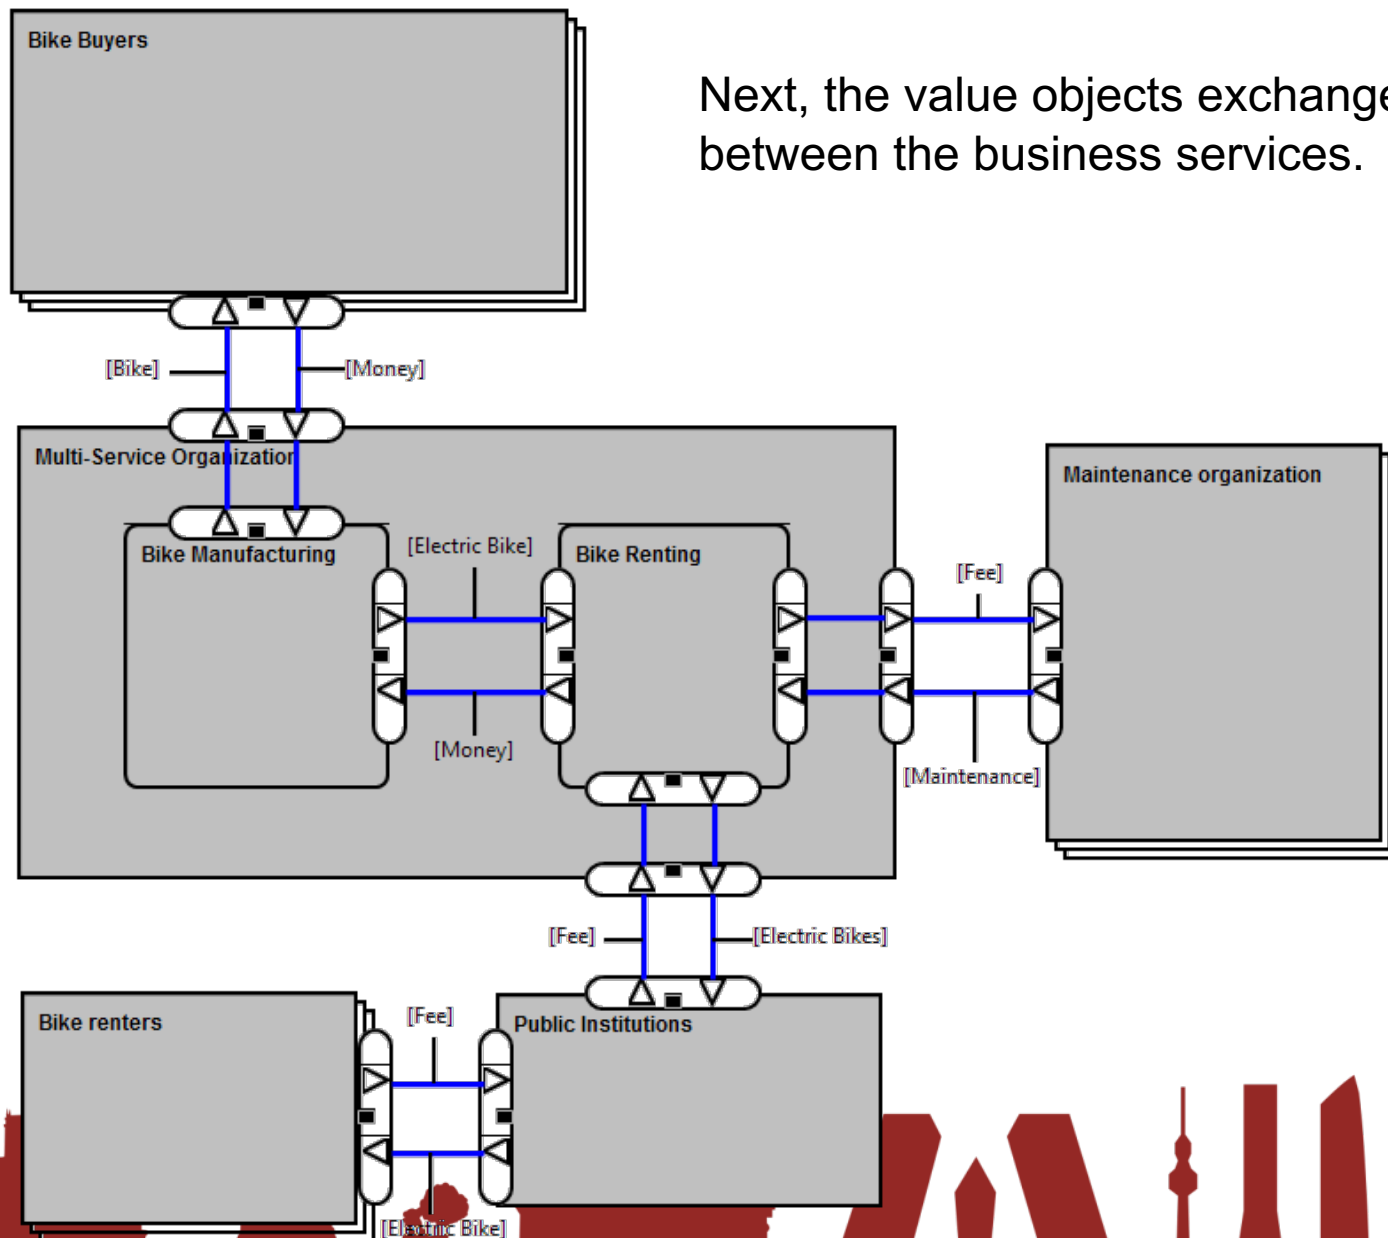 Bike Buyers
Next, the value objects exchange
between the business services.
[Bike]
[Money]
Multi-Service Organization
Maintenance organization
Bike Manufacturing
[Electric Bike]
Bike Renting
[Fee]
[Money]
[Maintenance]
[Fee]
[Electric Bikes]
Bike renters
[Fee]
Public Institutions
[Electric Bike]